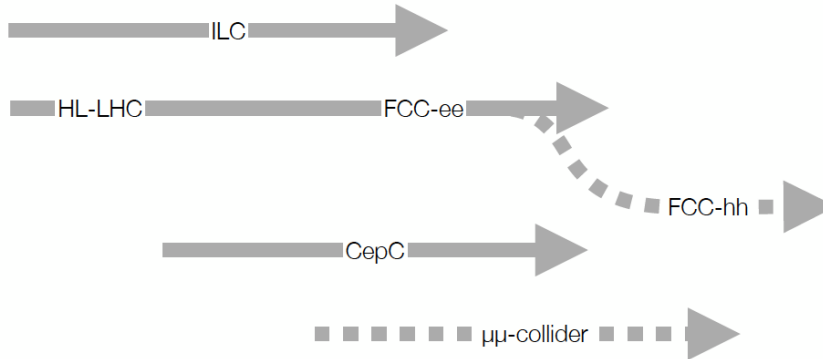 ILC
HL-LHC FCC-ee
FCC-hh
CepC
μμ-collider